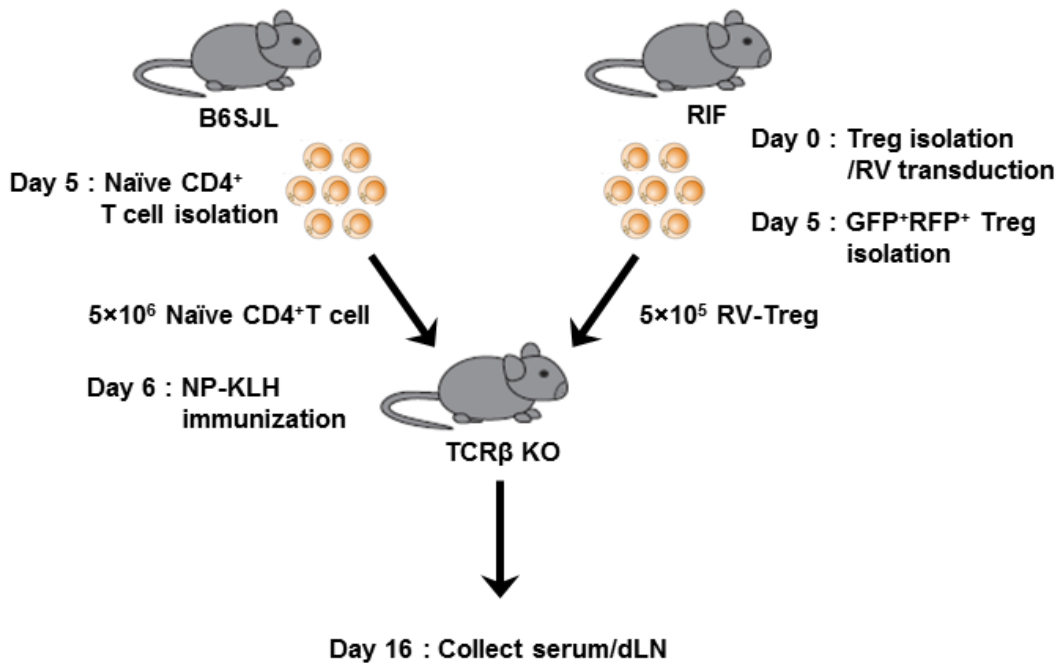 B6SJL
RIF
Day 5 : Naïve CD4⁺
T cell isolation
Day 0 : Treg isolation
/RV transduction
Day 5 : GFP⁺RFP⁺ Treg
isolation
5×10⁶ Naïve CD4⁺T cell
5×10⁵ RV-Treg
Day 6 : NP-KLH
immunization
TCRβ KO
Day 16 : Collect serum/dLN